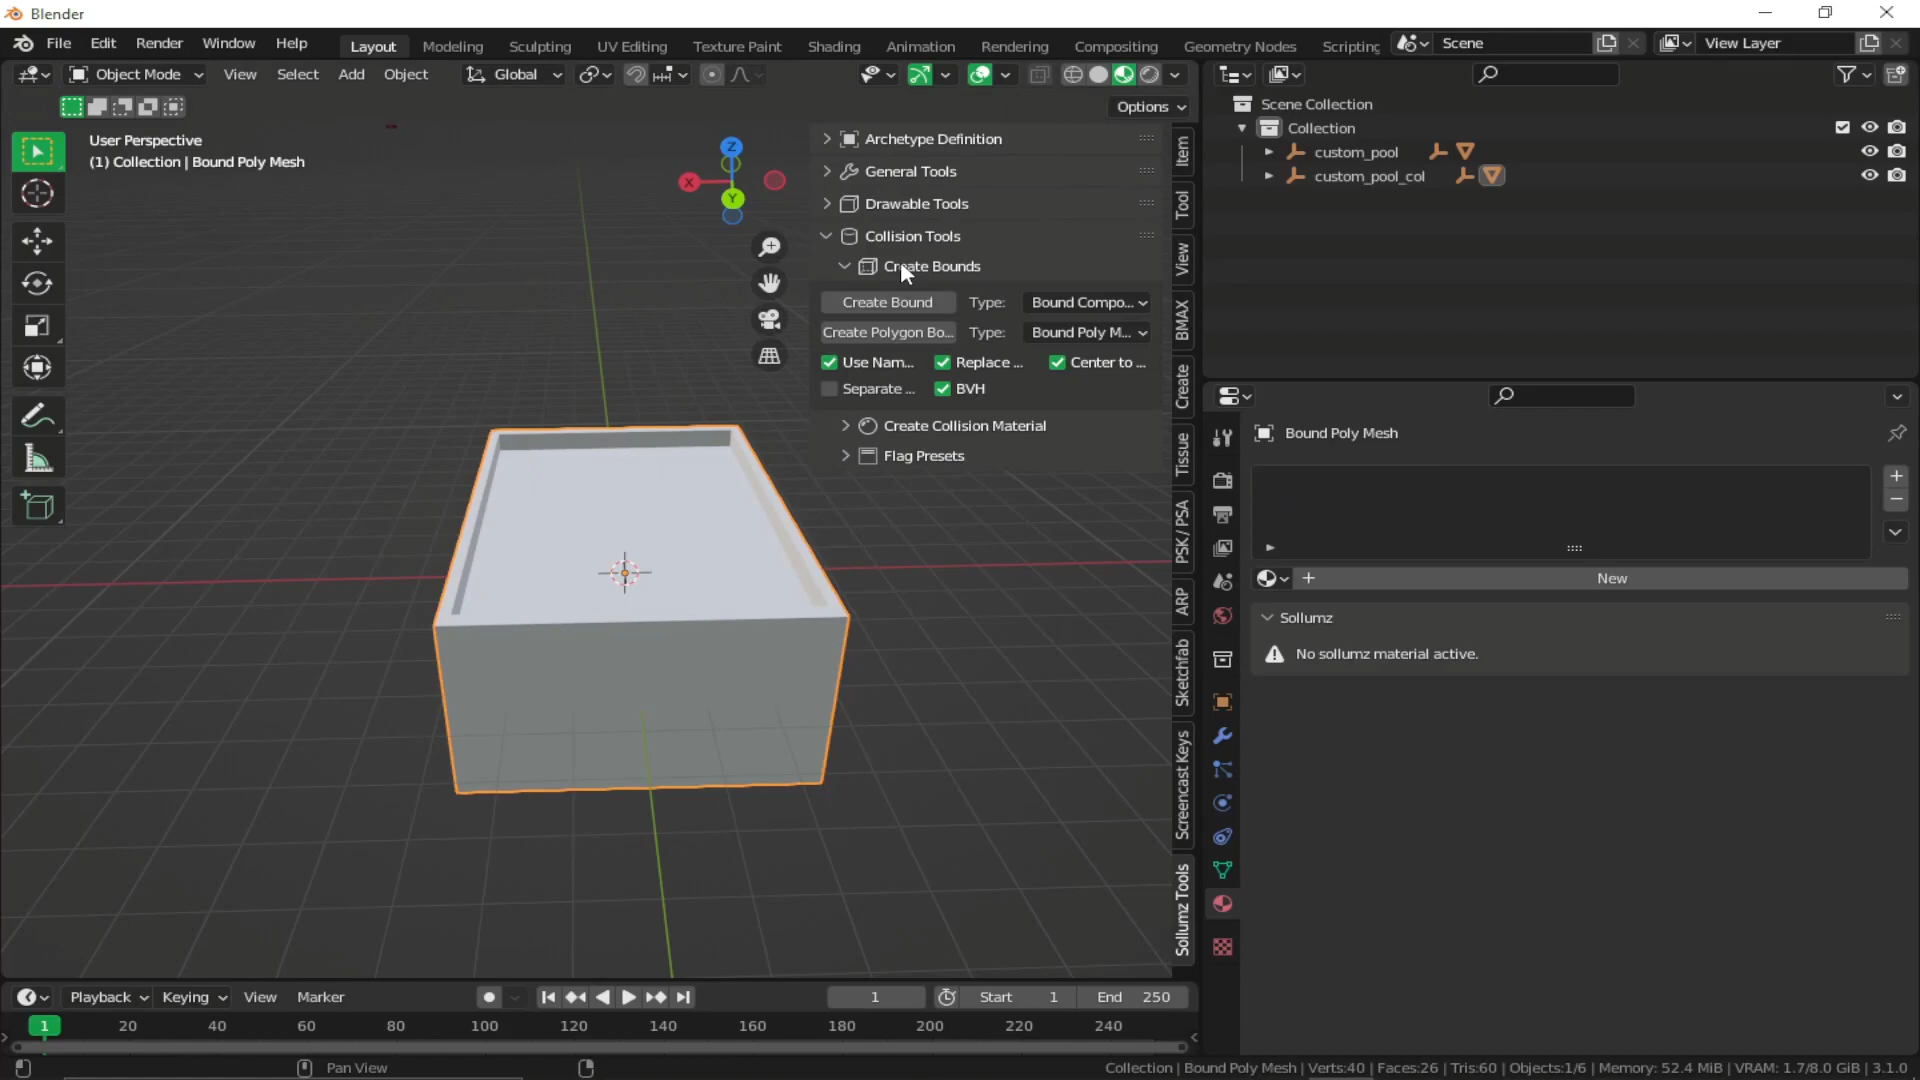 Blender
File Edit Render Window Help Layout Modeling Sculpting UV Editing Texture Paint Shading Animation Rendering Compositing Geometry Nodes Scripting Scene View Layer
Object Mode View Select Add Object Global
Options
User Perspective
(1) Collection | Bound Poly Mesh
Z
X
Y
Archetype Definition
General Tools
Drawable Tools
Collision Tools
Create Bounds
Create Bound Type: Bound Compo...
Create Polygon Bo... Type: Bound Poly M...
Use Nam... Replace ... Center to ...
Separate ... BVH
Create Collision Material
Flag Presets
Item
Tool
View
BMAX
Create
Tissue
PSK / PSA
ARP
Sketchfab
Screencast Keys
Sollumz Tools
Scene Collection
Collection
custom_pool
custom_pool_col
Bound Poly Mesh
New
Sollumz
No sollumz material active.
Playback Keying View Marker 1 Start 1 End 250
1 20 40 60 80 100 120 140 160 180 200 220 240
Pan View
Collection | Bound Poly Mesh | Verts:40 | Faces:26 | Tris:60 | Objects:1/6 | Memory: 52.4 MiB | VRAM: 1.7/8.0 GiB | 3.1.0